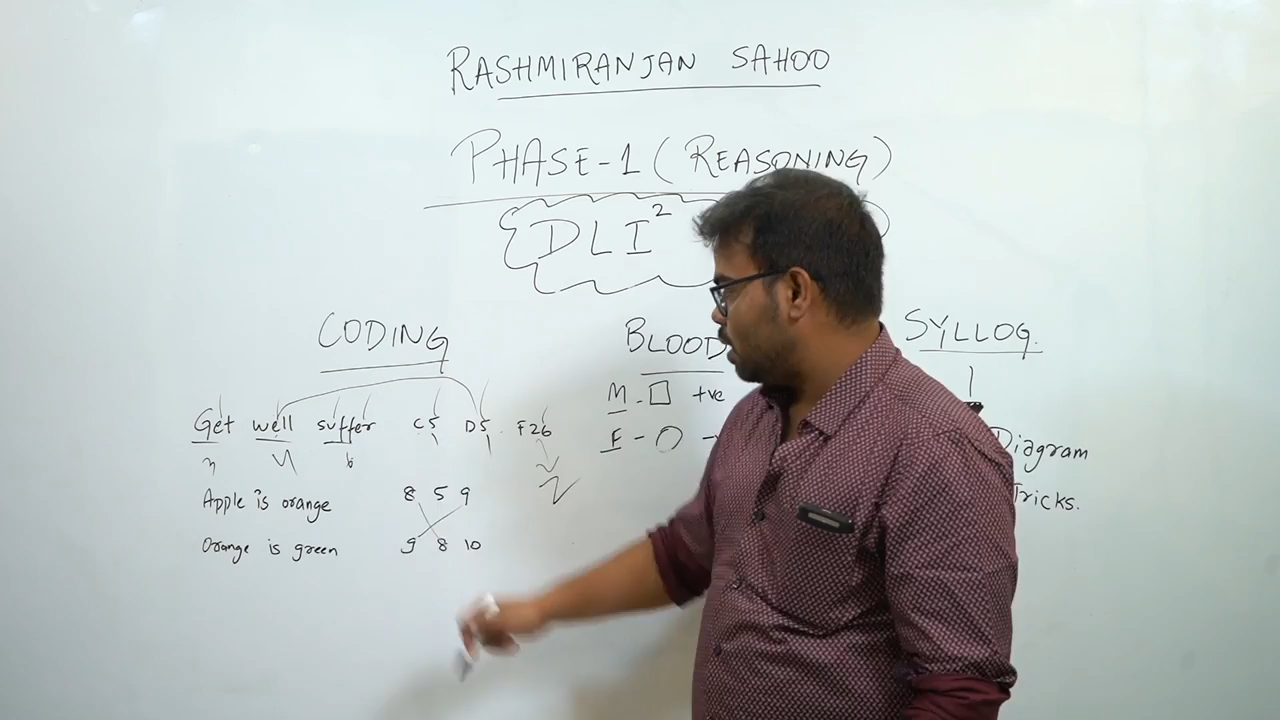 RASHMIRANJAN SAHOO
PHASE-1 (REASONING)
DLI²
CODING
Get well suffer C5 D5 F26
Apple is orange 8 5 9
Orange is green 9 8 10
BLOOD
M - □ +ve
F - ○ -
SYLLOG.
Diagram
Tricks.